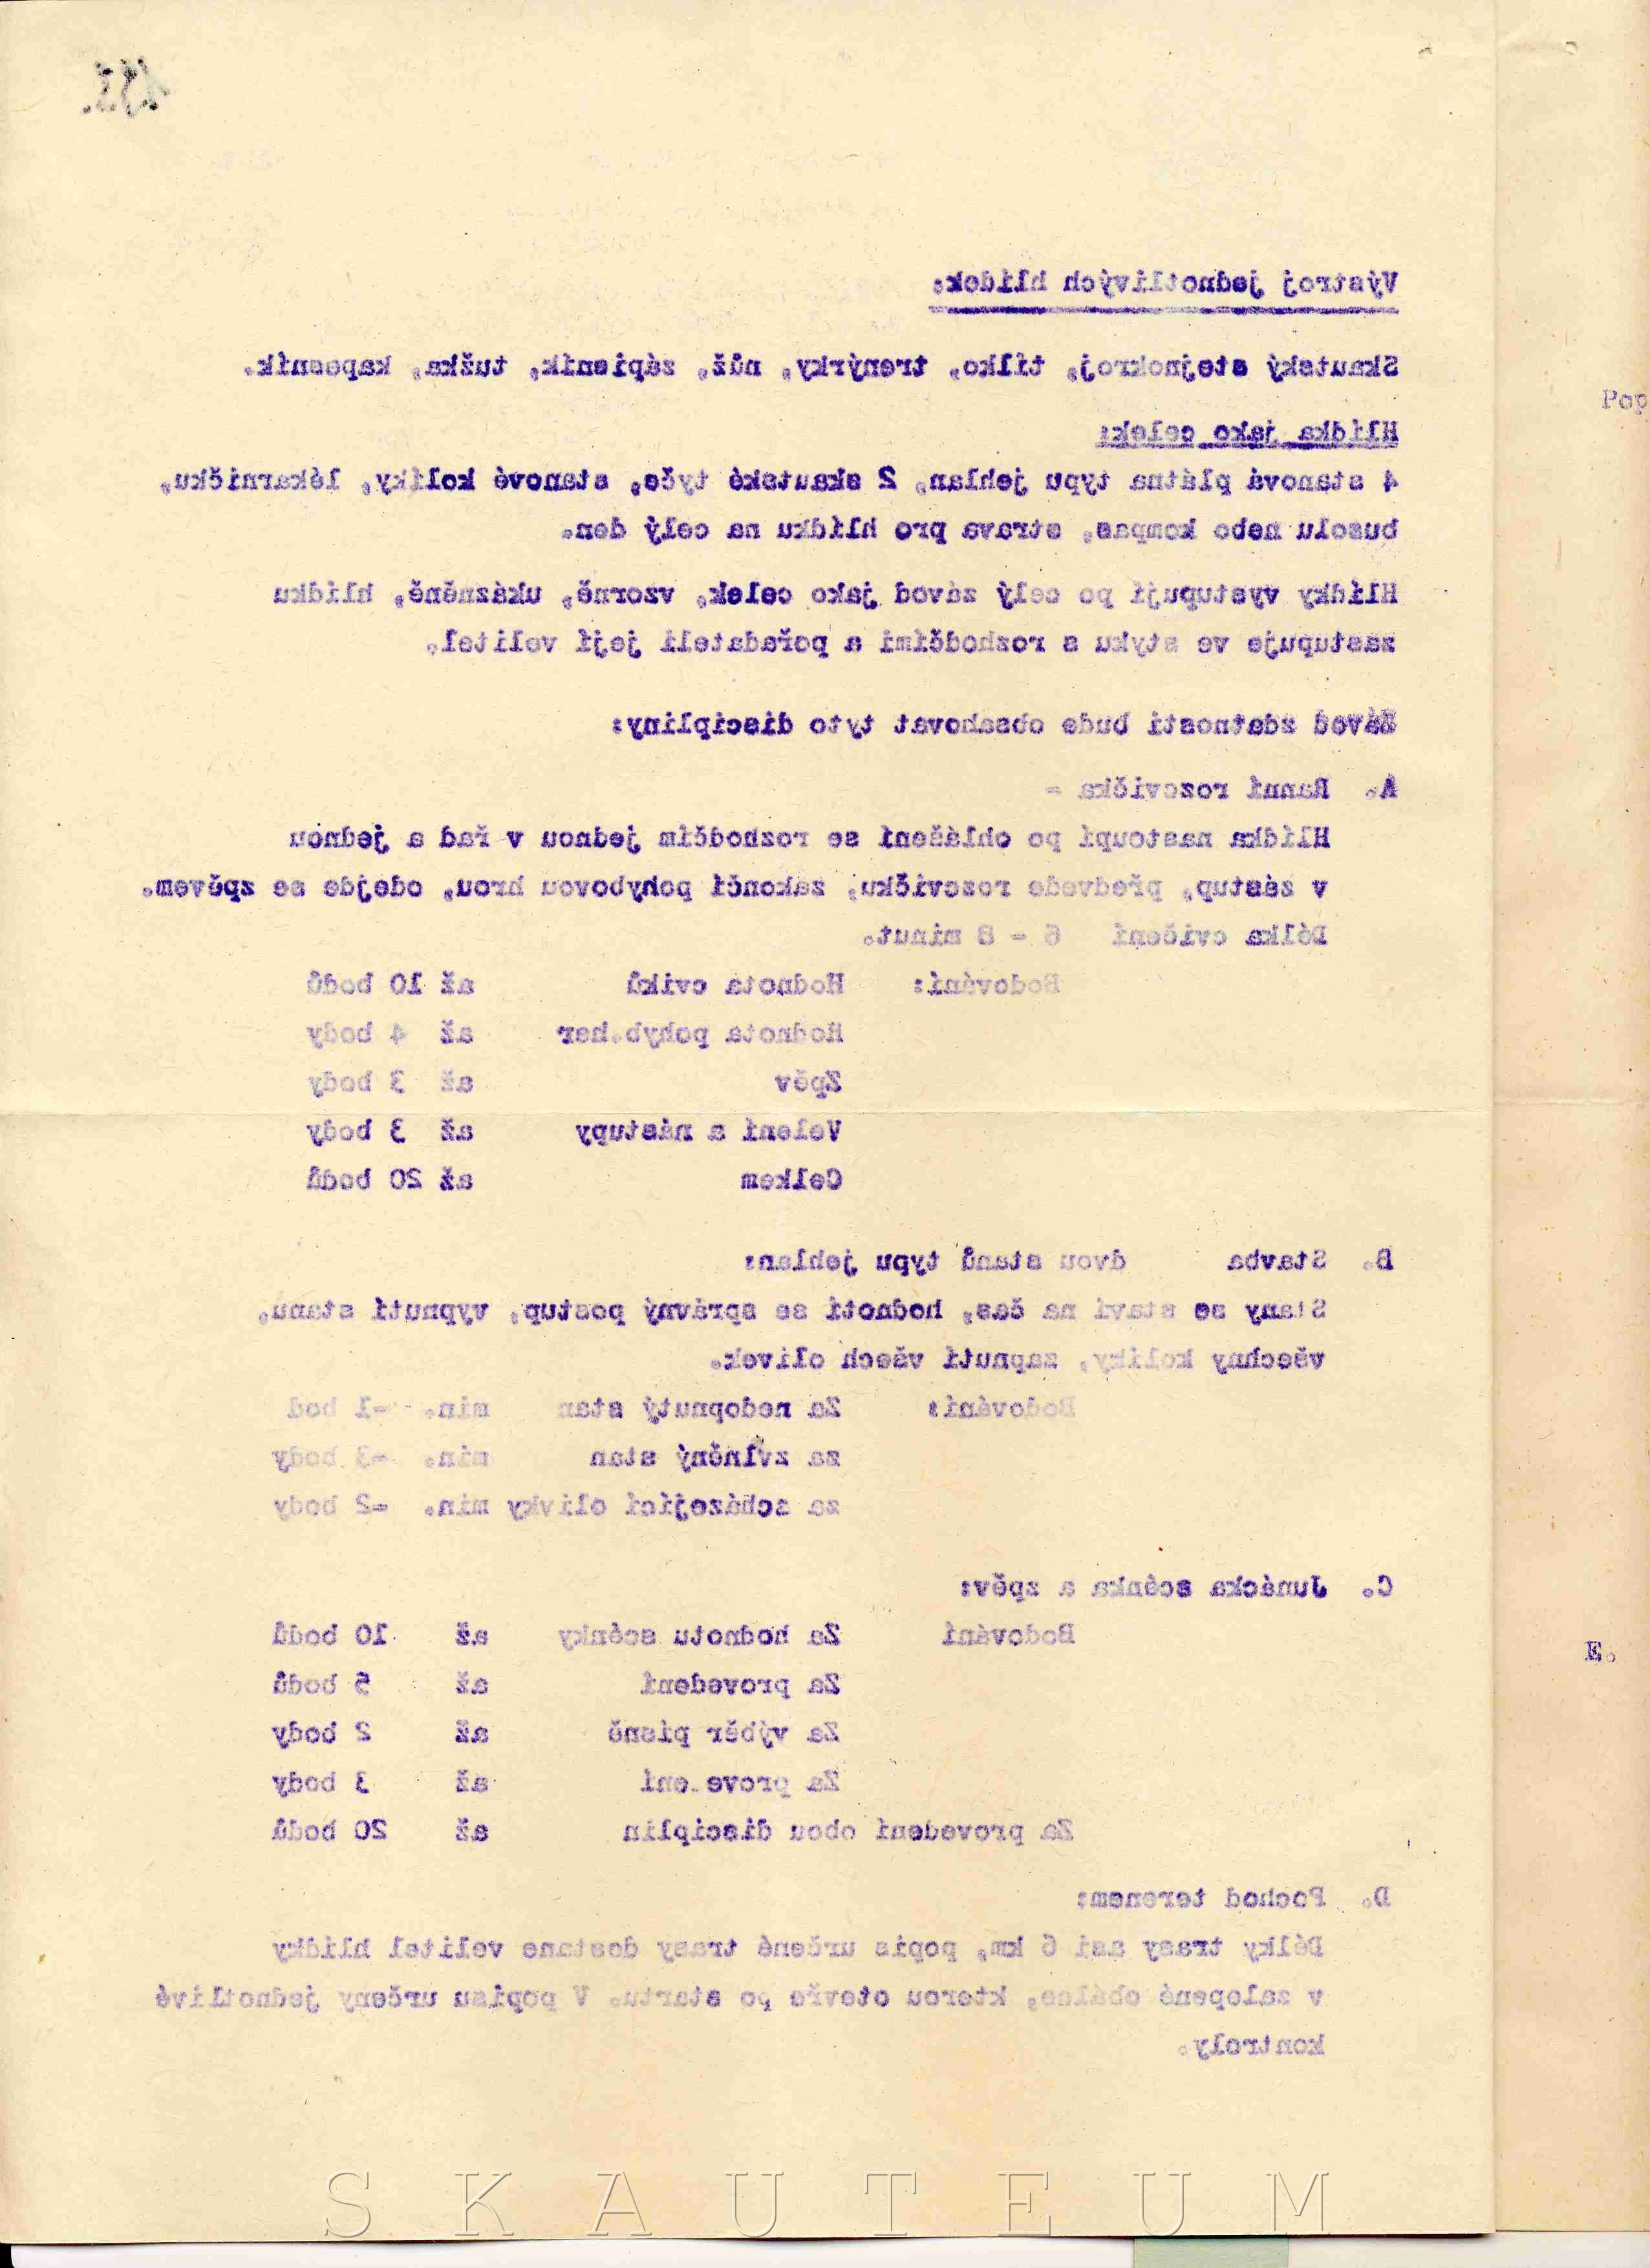 Výstroj jednotlivých hlídek:
Skautský stejnokroj, tílko, trenýrky, nůž, zápisník, tužka, kapesník.
Hlídka jako celek:
4 stanová plátna typu jehlan, 2 skautské tyče, stanové kolíky, lékarničku,
busolu nebo kompas, strava pro hlídku na celý den.
Hlídky vystupují po celý závod jako celek, vzorně, ukázněně, hlídku
zastupuje ve styku s rozhodčími a pořadateli její velitel.
Závod zdatnosti bude obsahovat tyto discipliny:
A. Ranní rozcvička -
Hlídka nastoupí po ohlášení se rozhodčím jednou v řad a jednou
v zástup, předvede rozcvičku, zakončí pohybovou hrou, odejde se zpěvem.
Délka cvičení 6 - 8 minut.
Bodování: Hodnota cviků až 10 bodů
Hodnota pohyb.her až 4 body
Zpěv až 3 body
Velení a nástupy až 3 body
Celkem až 20 bodů
B. Stavba dvou stanů typu jehlan:
Stany se staví na čas, hodnotí se správný postup, vypnutí stanu,
všechny kolíky, zapnutí všech olivek.
Bodování: Za nedopnutý stan min. -1 bod
za zvlněný stan min. -3 body
za scházející olivky min. -2 body
C. Junácka scénka a zpěv:
Bodování Za hodnotu scénky až 10 bodů
Za provedení až 5 bodů
Za výběr písně až 2 body
Za prove ení až 3 body
Za provedení obou disciplin až 20 bodů
D. Pochod terenem:
Délky trasy asi 6 km, popis určené trasy dostane velitel hlídky
v zalepené obálce, kterou otevře po startu. V popisu určeny jednotlivé
kontroly.
Pop
E.
SKAUTEUM